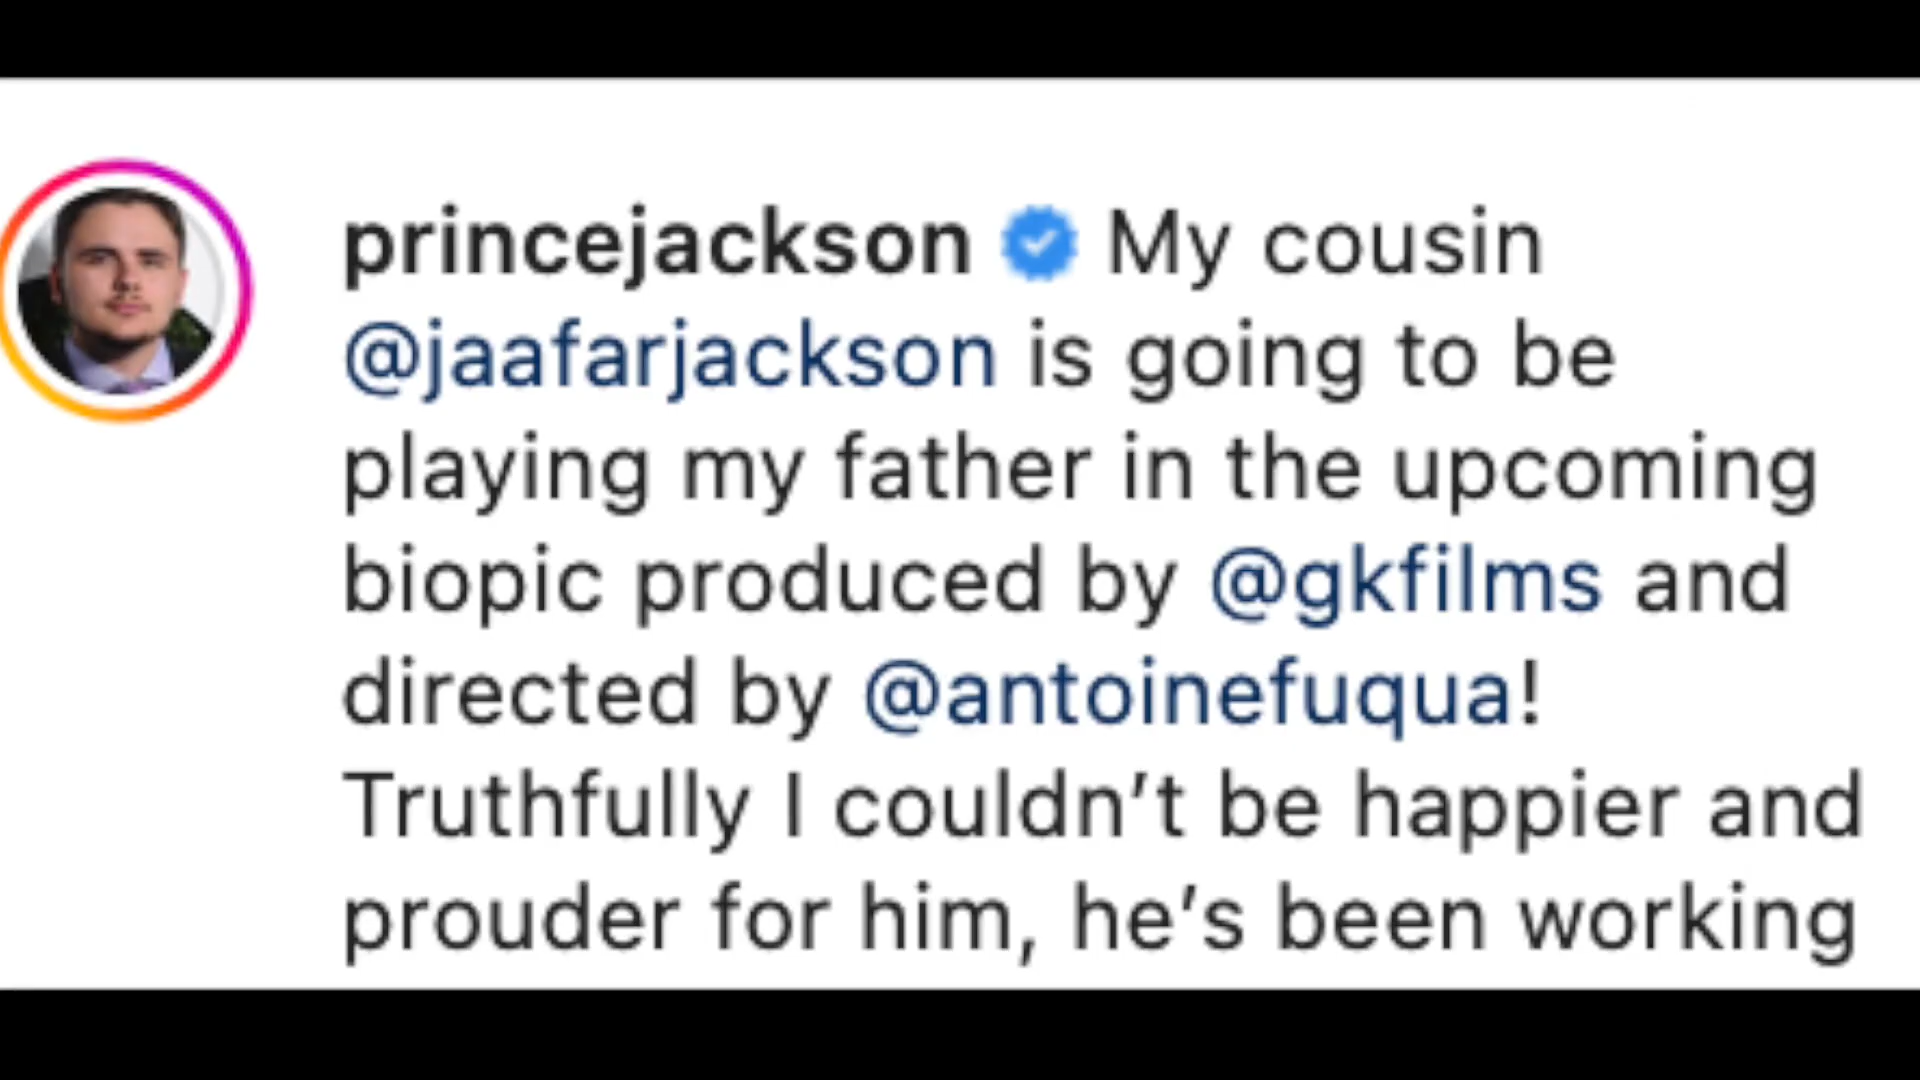 princejackson My cousin
@jaafarjackson is going to be
playing my father in the upcoming
biopic produced by @gkfilms and
directed by @antoinefuqua!
Truthfully I couldn’t be happier and
prouder for him, he’s been working